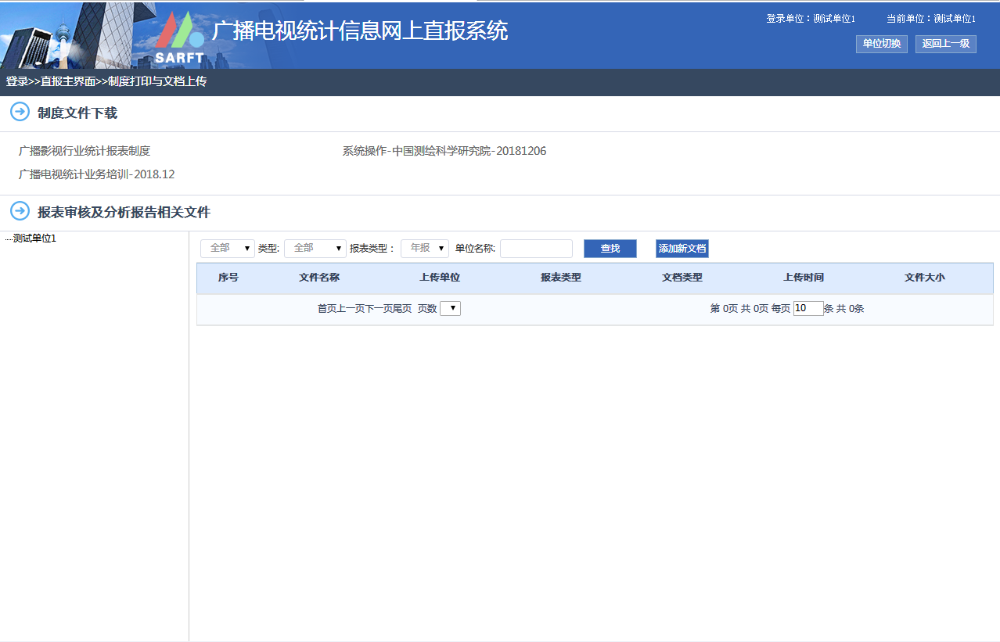 SARFT
广播电视统计信息网上直报系统
登录单位：测试单位1 当前单位：测试单位1
单位切换 返回上一级
登录>>直报主界面>>制度打印与文档上传
制度文件下载
广播影视行业统计报表制度 系统操作-中国测绘科学研究院-20181206
广播电视统计业务培训-2018.12
报表审核及分析报告相关文件
测试单位1
全部 类型: 全部 报表类型： 年报 单位名称: 查找 添加新文档
序号 文件名称 上传单位 报表类型 文档类型 上传时间 文件大小
首页上一页下一页尾页 页数 第 0页 共 0页 每页 10 条 共 0条